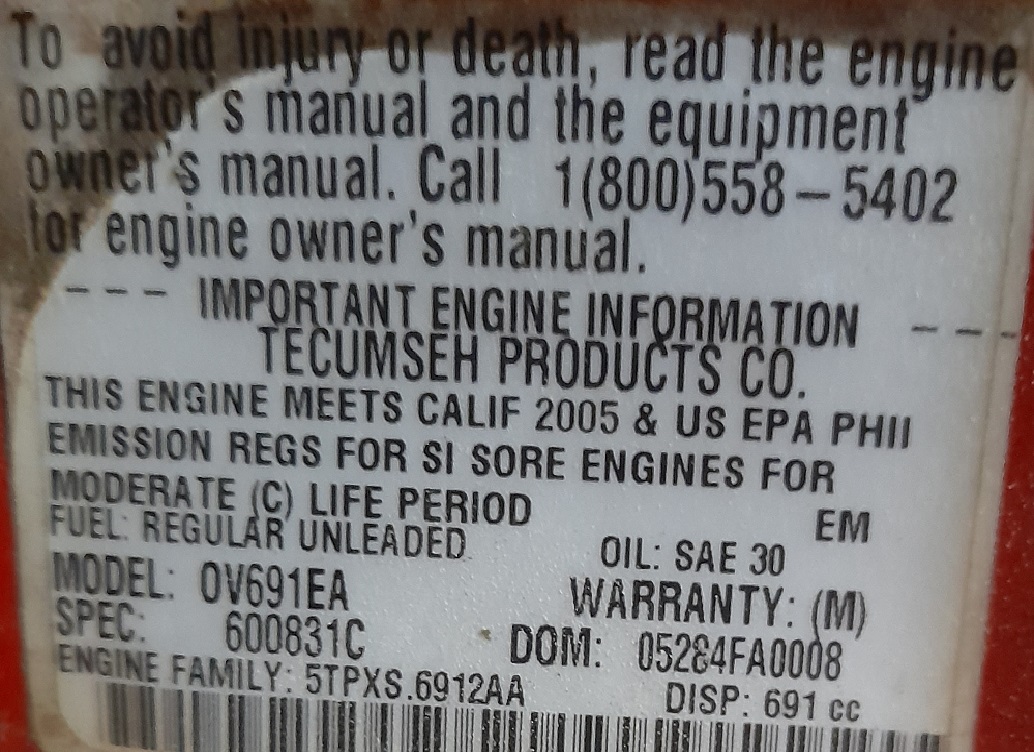 To avoid injury or death, read the engine
operator's manual and the equipment
owner's manual. Call 1(800)558-5402
for engine owner's manual.
--- IMPORTANT ENGINE INFORMATION ---
TECUMSEH PRODUCTS CO.
THIS ENGINE MEETS CALIF 2005 & US EPA PHII
EMISSION REGS FOR SI SORE ENGINES FOR
MODERATE (C) LIFE PERIOD EM
FUEL: REGULAR UNLEADED OIL: SAE 30
MODEL: OV691EA WARRANTY: (M)
SPEC: 600831C DOM: 05284FA0008
ENGINE FAMILY: 5TPXS.6912AA DISP: 691 cc